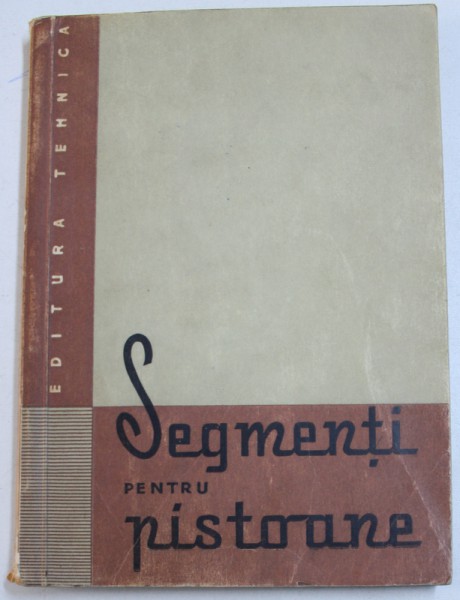 EDITURA TEHNICA
Segmenți
PENTRU
pistoane